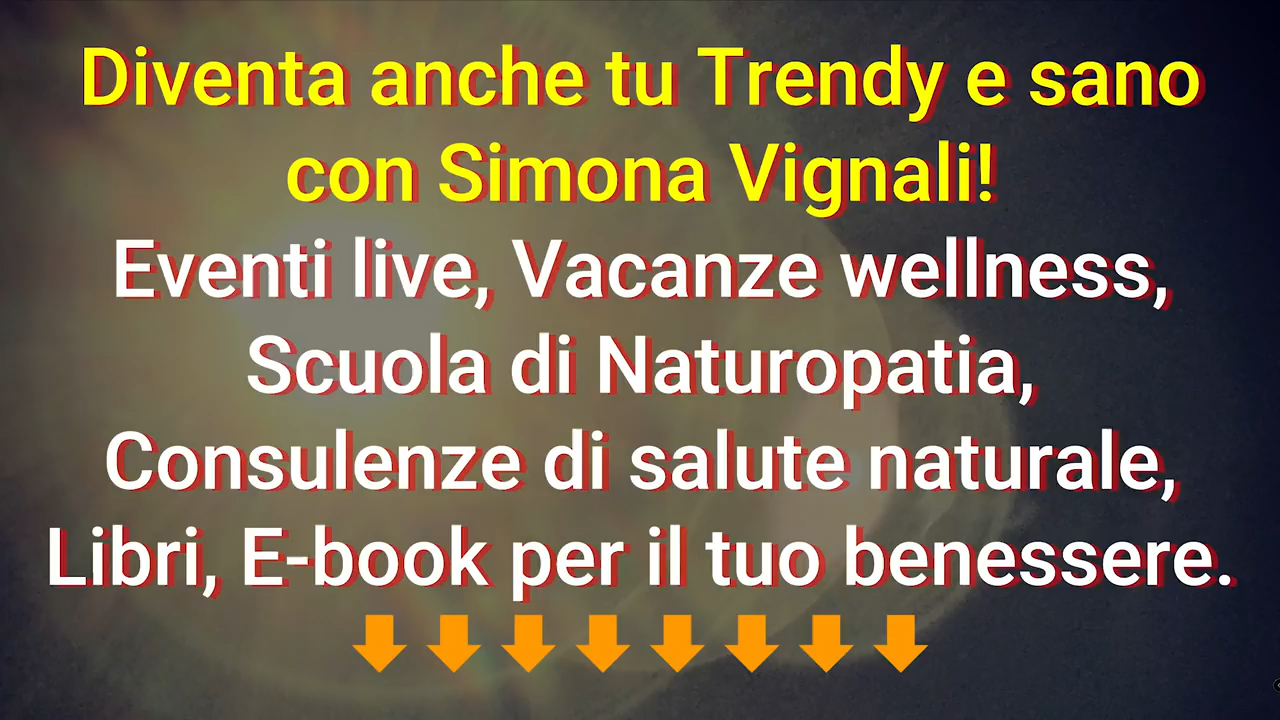 Diventa anche tu Trendy e sano
con Simona Vignali!
Eventi live, Vacanze wellness,
Scuola di Naturopatia,
Consulenze di salute naturale,
Libri, E-book per il tuo benessere.